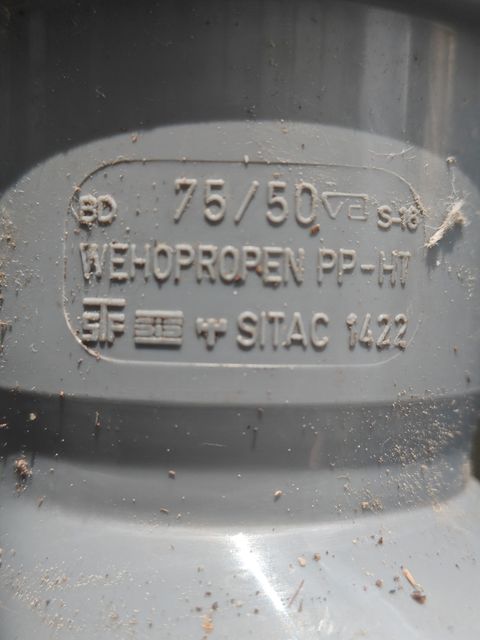 BD 75/50 S-16
WEHOPROPEN PP-HT
SITAC 1422